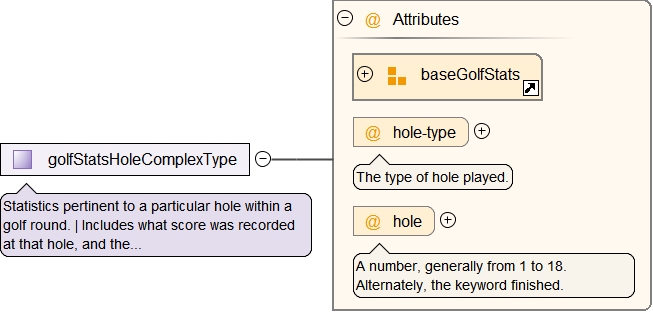 @ Attributes
baseGolfStats
@ hole-type
The type of hole played.
golfStatsHoleComplexType
Statistics pertinent to a particular hole within a
golf round. | Includes what score was recorded
at that hole, and the...
@ hole
A number, generally from 1 to 18.
Alternately, the keyword finished.